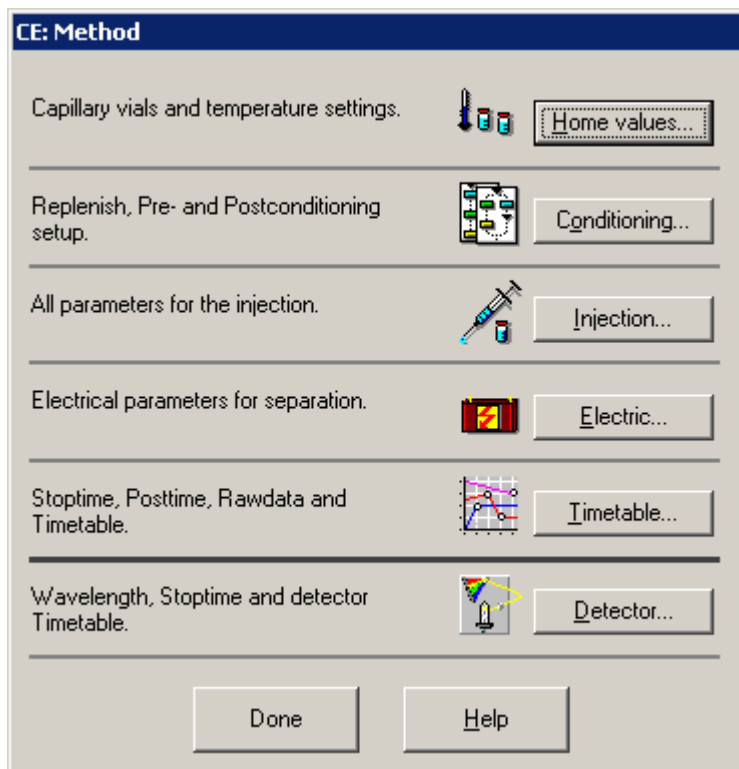 CE: Method
Capillary vials and temperature settings.
Home values...
Replenish, Pre- and Postconditioning
setup.
Conditioning...
All parameters for the injection.
Injection...
Electrical parameters for separation.
Electric...
Stoptime, Posttime, Rawdata and
Timetable.
Timetable...
Wavelength, Stoptime and detector
Timetable.
Detector...
Done
Help